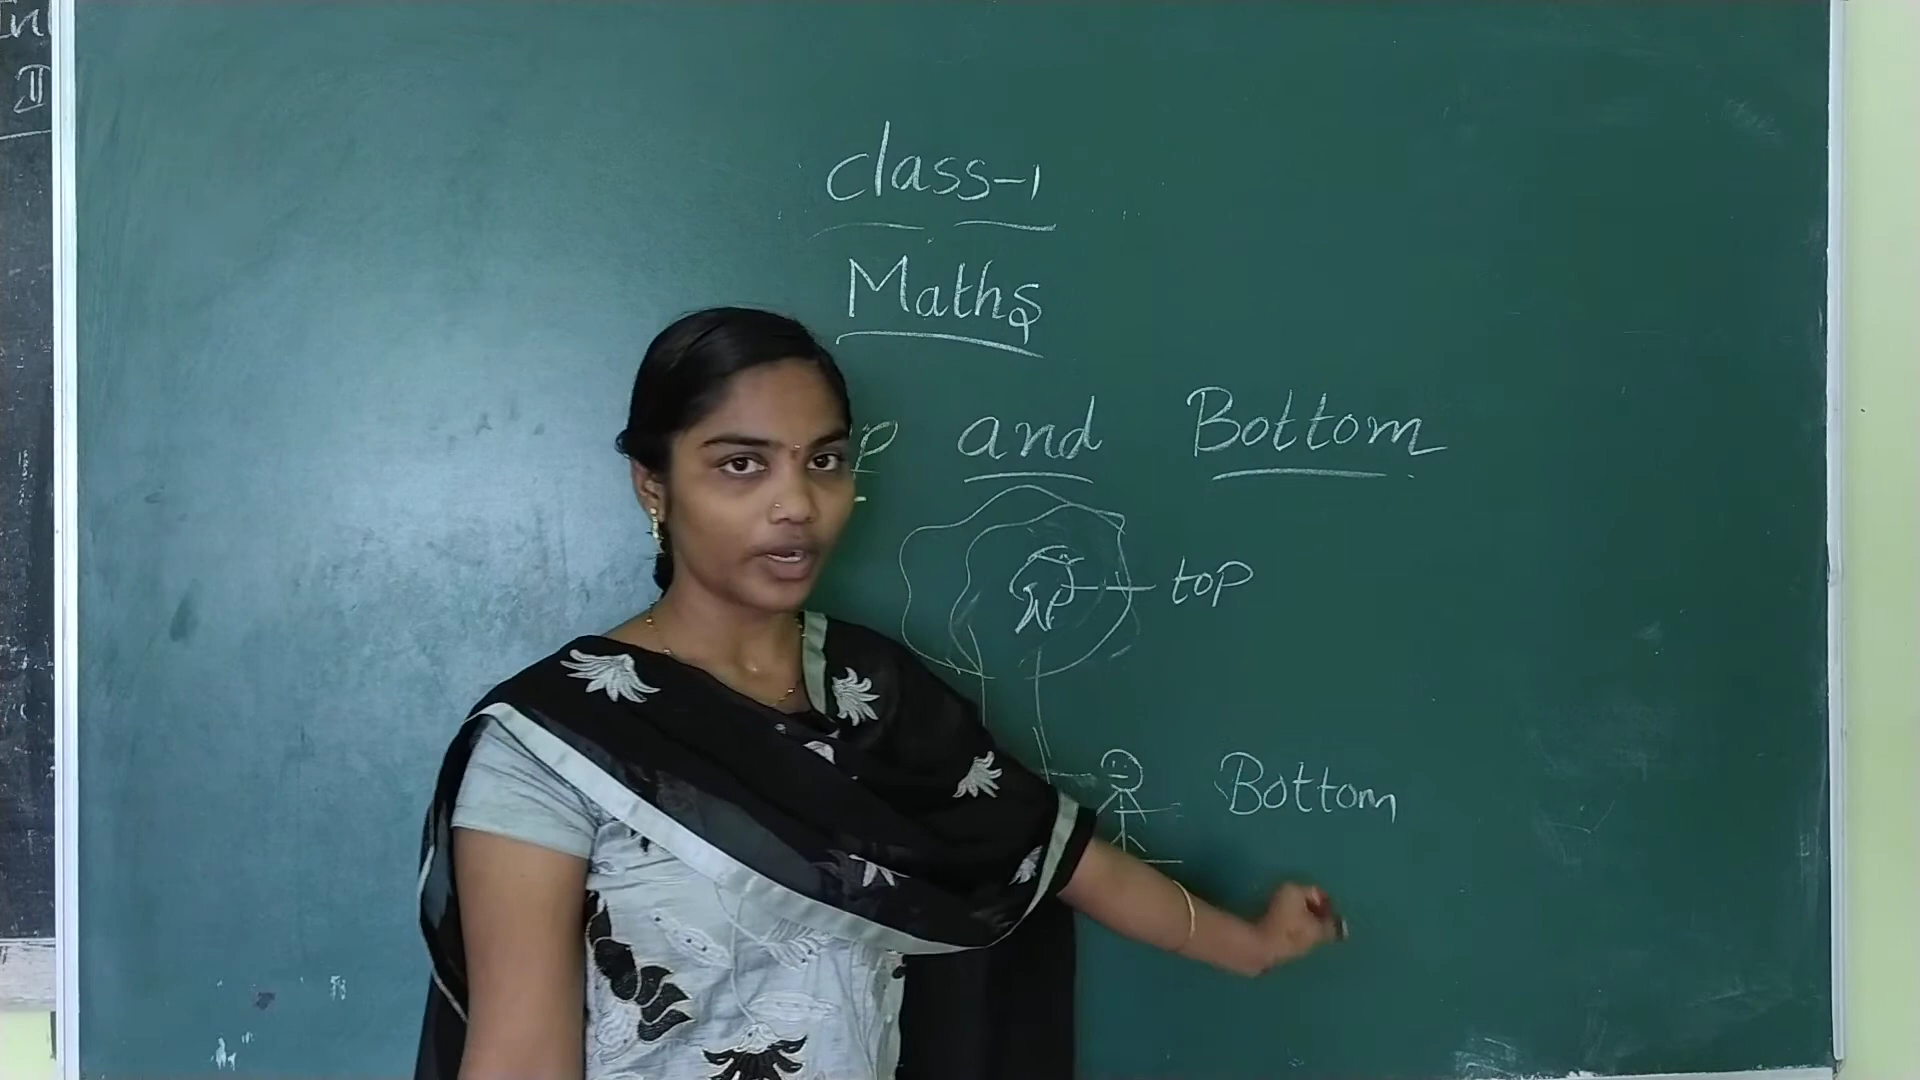 class-1
Maths
and Bottom
top
Bottom